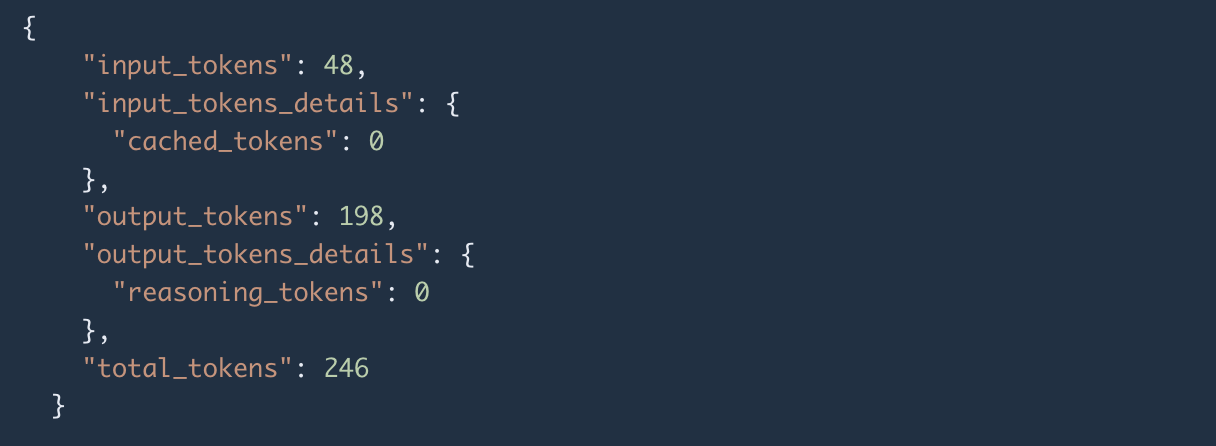 {
    "input_tokens": 48,
    "input_tokens_details": {
      "cached_tokens": 0
    },
    "output_tokens": 198,
    "output_tokens_details": {
      "reasoning_tokens": 0
    },
    "total_tokens": 246
  }